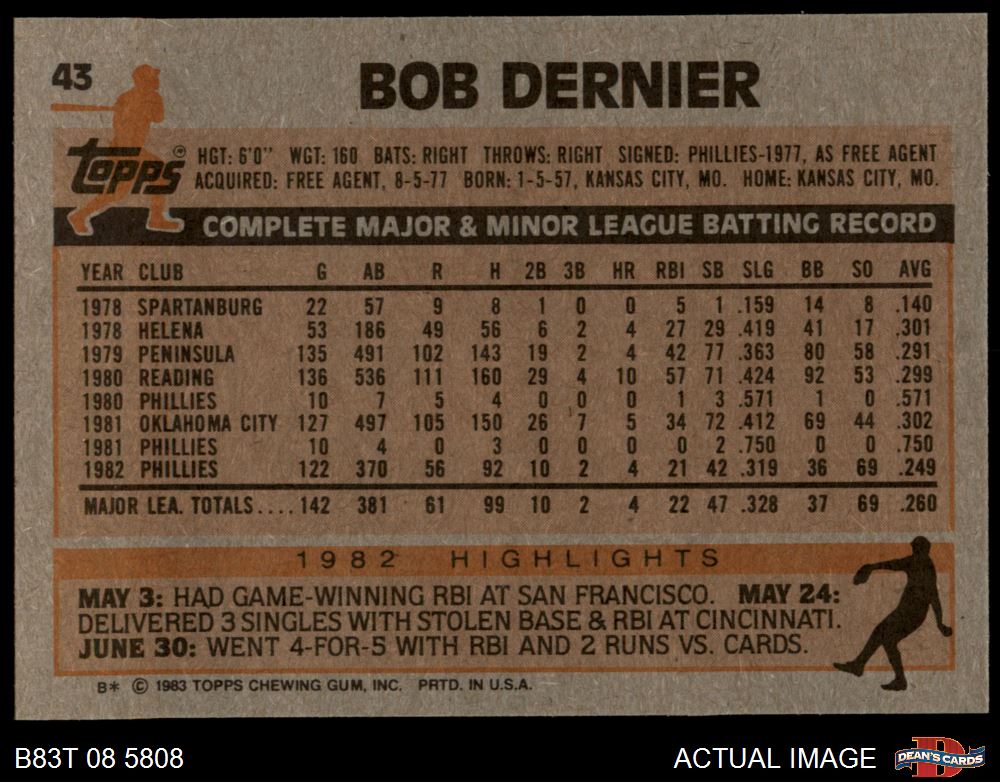 43
BOB DERNIER
Topps®
HGT: 6'0" WGT: 160 BATS: RIGHT THROWS: RIGHT SIGNED: PHILLIES-1977, AS FREE AGENT
ACQUIRED: FREE AGENT, 8-5-77 BORN: 1-5-57, KANSAS CITY, MO. HOME: KANSAS CITY, MO.
COMPLETE MAJOR & MINOR LEAGUE BATTING RECORD
YEAR CLUB G AB R H 2B 3B HR RBI SB SLG BB SO AVG
1978 SPARTANBURG 22 57 9 8 1 0 0 5 1 .159 14 8 .140
1978 HELENA 53 186 49 56 6 2 4 27 29 .419 41 17 .301
1979 PENINSULA 135 491 102 143 19 2 4 42 77 .363 80 58 .291
1980 READING 136 536 111 160 29 4 10 57 71 .424 92 53 .299
1980 PHILLIES 10 7 5 4 0 0 0 1 3 .571 1 0 .571
1981 OKLAHOMA CITY 127 497 105 150 26 7 5 34 72 .412 69 44 .302
1981 PHILLIES 10 4 0 3 0 0 0 0 2 .750 0 0 .750
1982 PHILLIES 122 370 56 92 10 2 4 21 42 .319 36 69 .249
MAJOR LEA. TOTALS.... 142 381 61 99 10 2 4 22 47 .328 37 69 .260
1982 HIGHLIGHTS
MAY 3: HAD GAME-WINNING RBI AT SAN FRANCISCO. MAY 24:
DELIVERED 3 SINGLES WITH STOLEN BASE & RBI AT CINCINNATI.
JUNE 30: WENT 4-FOR-5 WITH RBI AND 2 RUNS VS. CARDS.
B* © 1983 TOPPS CHEWING GUM, INC. PRTD. IN U.S.A.
B83T 08 5808
ACTUAL IMAGE
D
DEAN'S CARDS